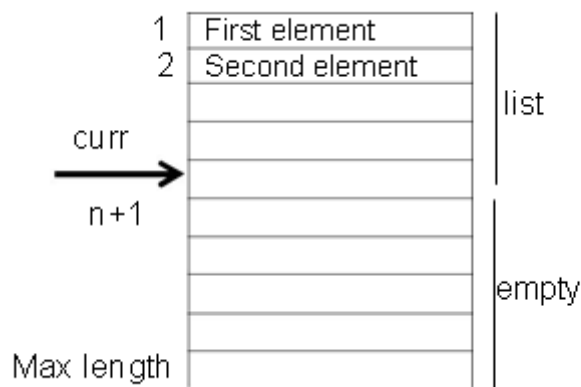 1 First element
2 Second element
list
curr
n+1
empty
Max length